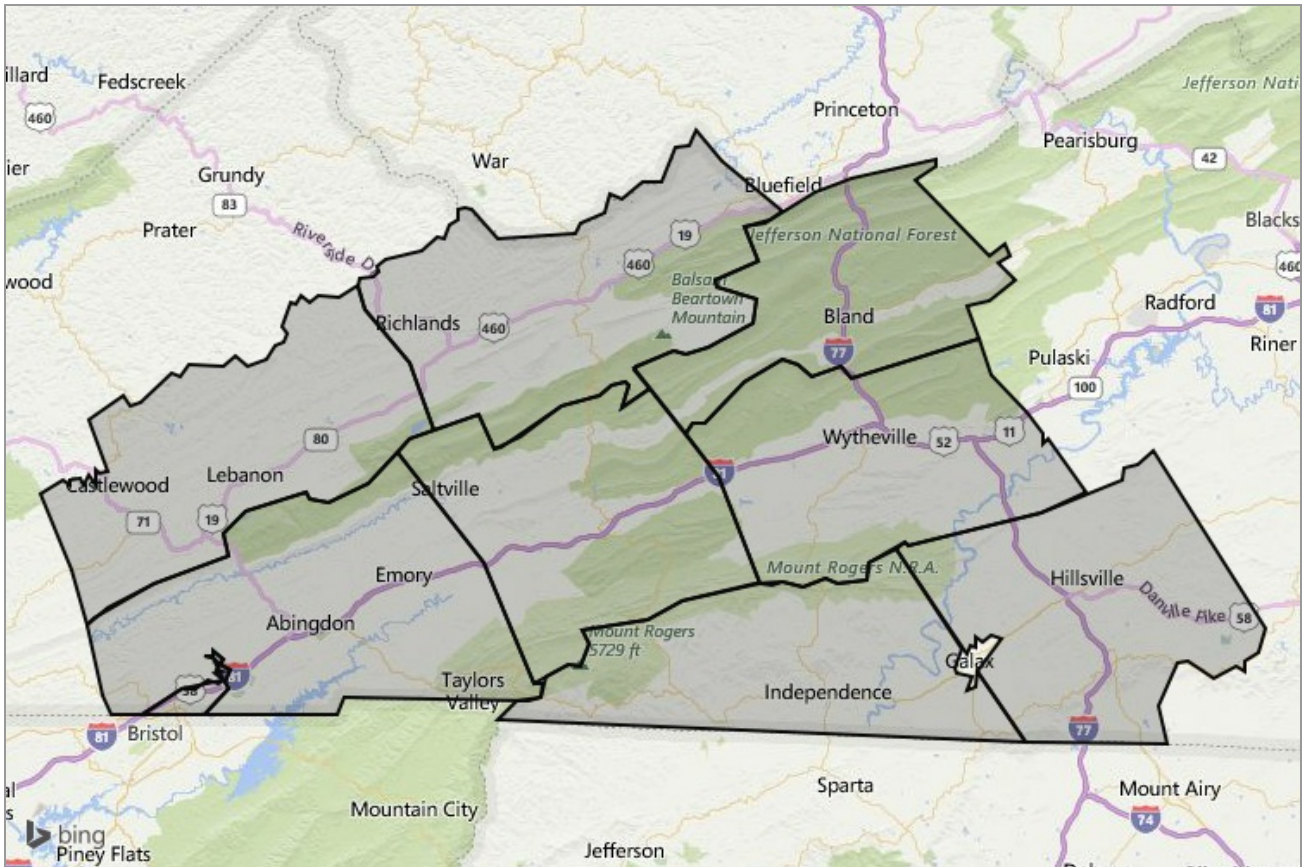 illard
Fedscreek
460
Princeton
Jefferson Nati
Pearisburg
ier
War
42
Grundy
83
Bluefield
Prater
Riverside D
19
Jefferson National Forest
Blacks
wood
460
460
Balsam
Beartown
Mountain
Richlands
460
Bland
Radford
81
77
Pulaski
Riner
100
80
Wytheville
52
11
Castlewood
Lebanon
Saltville
81
71
19
Emory
Mount Rogers N.R.A.
Hillsville
Danville Pike
58
Abingdon
Mount Rogers
5729 ft
Galax
58
81
Taylors
Valley
Independence
81
Bristol
77
al
s
Sparta
Mount Airy
74
Mountain City
bing
Piney Flats
Jefferson